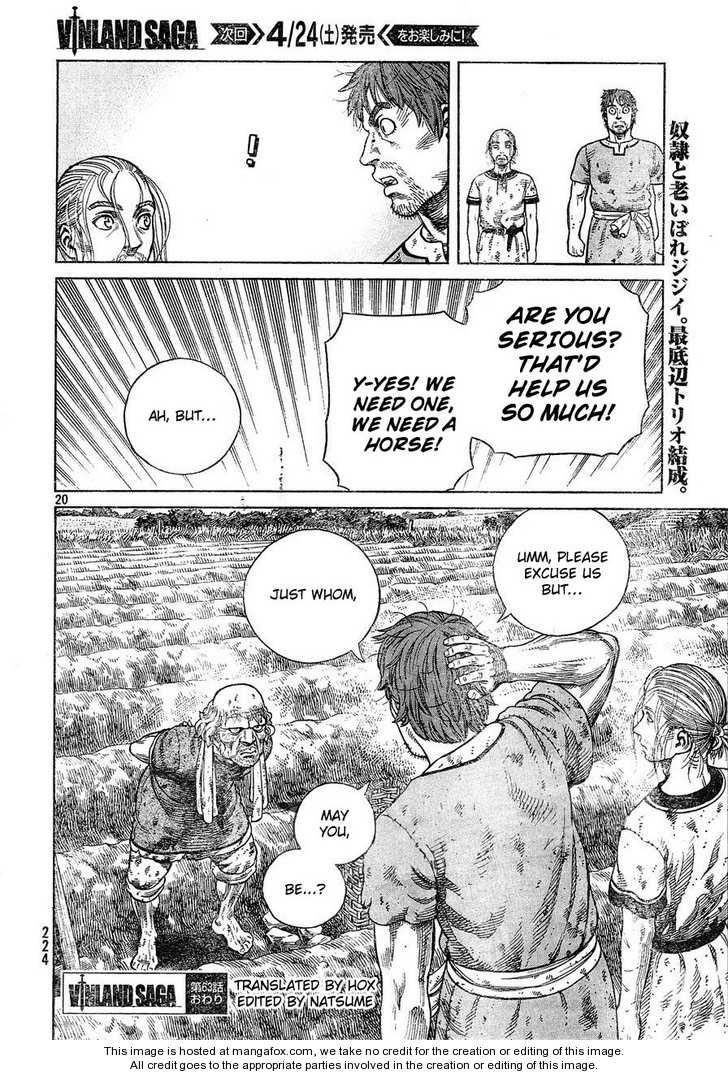 VINLAND SAGA
次回 4/24(土)発売 をお楽しみに!
奴隷と老いぼれジジイ。最底辺トリオ結成。
!
ARE YOU
SERIOUS?
THAT'D
HELP US
SO MUCH!
Y-YES! WE
NEED ONE,
WE NEED A
HORSE!
AH, BUT...
20
UMM, PLEASE
EXCUSE US
BUT...
JUST WHOM,
MAY
YOU,
BE...?
224
VINLAND SAGA
第63話
おわり
TRANSLATED BY HOX
EDITED BY NATSUME
This image is hosted at mangafox.com, we take no credit for the creation or editing of this image.
All credit goes to the appropriate parties involved in the creation or editing of this image.